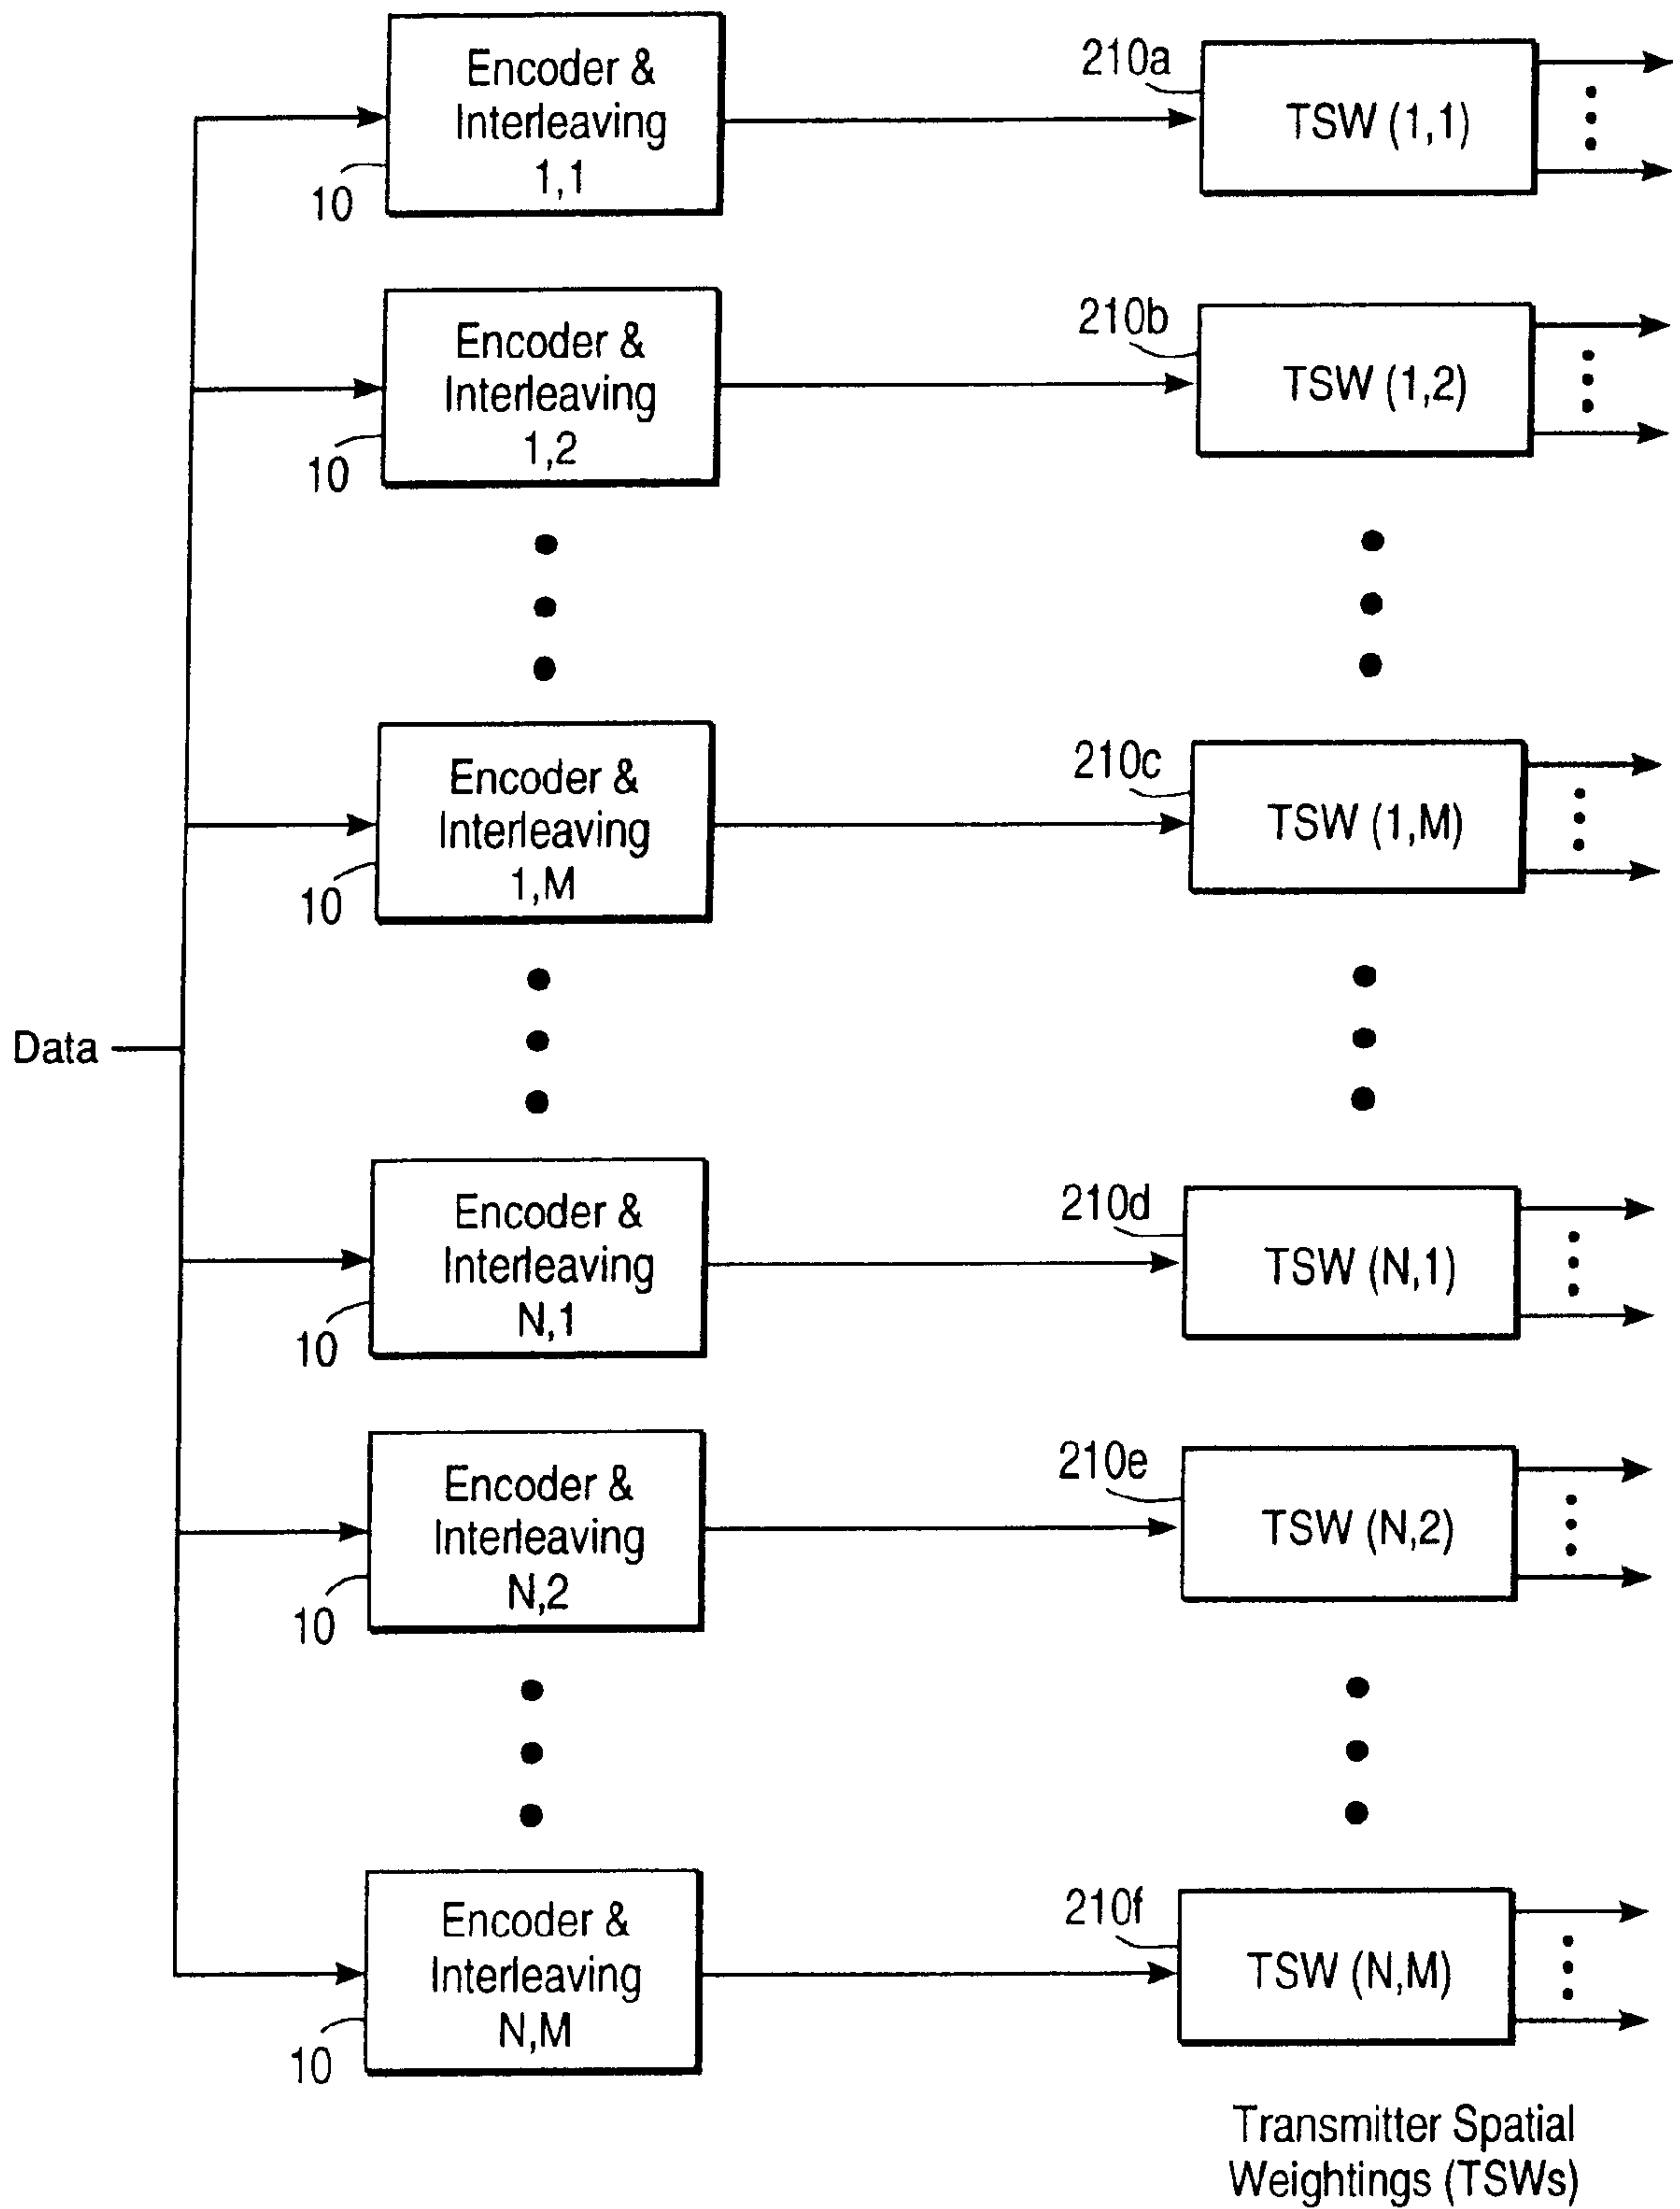 Encoder &
Interleaving
1,1
10
210a
TSW (1,1)
Encoder &
Interleaving
1,2
10
210b
TSW (1,2)
Encoder &
Interleaving
1,M
10
210c
TSW (1,M)
Data
Encoder &
Interleaving
N,1
10
210d
TSW (N,1)
Encoder &
Interleaving
N,2
10
210e
TSW (N,2)
Encoder &
Interleaving
N,M
10
210f
TSW (N,M)
Transmitter Spatial
Weightings (TSWs)